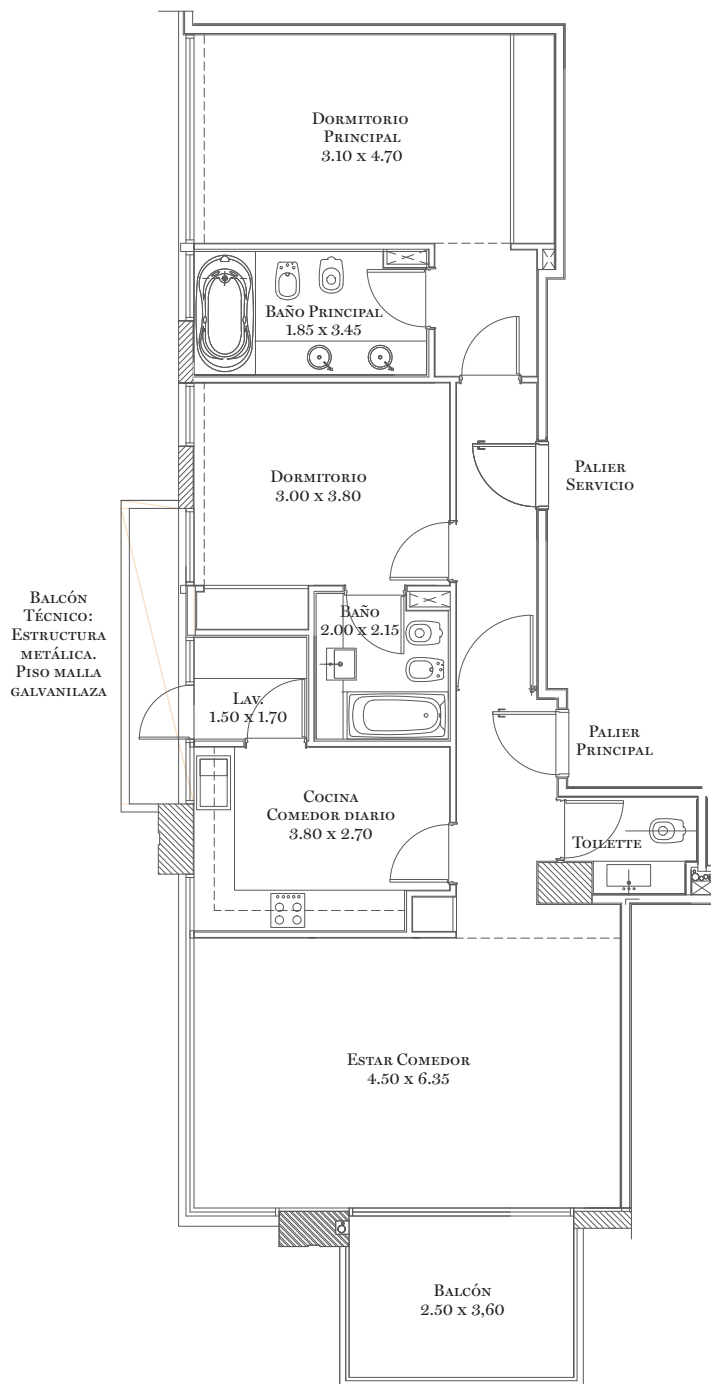 Dormitorio
Principal
3.10 x 4.70
Baño Principal
1.85 x 3.45
Dormitorio
3.00 x 3.80
Palier
Servicio
Balcón
Técnico:
Estructura
metálica.
Piso malla
galvanilaza
Baño
2.00 x 2.15
Lav.
1.50 x 1.70
Palier
Principal
Cocina
Comedor diario
3.80 x 2.70
Toilette
Estar Comedor
4.50 x 6.35
Balcón
2.50 x 3,60